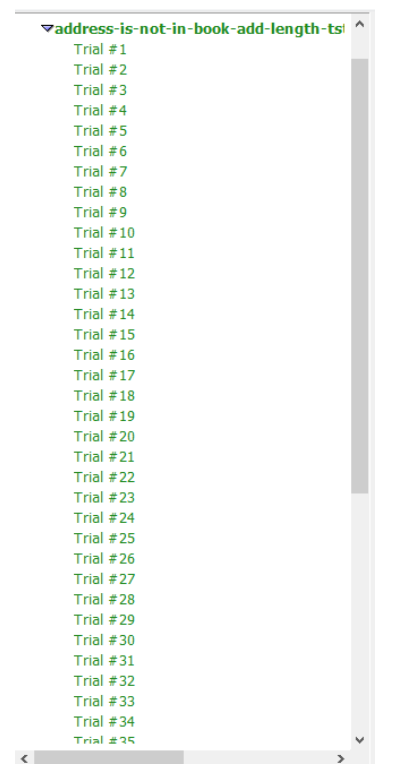 address-is-not-in-book-add-length-tst
Trial #1
Trial #2
Trial #3
Trial #4
Trial #5
Trial #6
Trial #7
Trial #8
Trial #9
Trial #10
Trial #11
Trial #12
Trial #13
Trial #14
Trial #15
Trial #16
Trial #17
Trial #18
Trial #19
Trial #20
Trial #21
Trial #22
Trial #23
Trial #24
Trial #25
Trial #26
Trial #27
Trial #28
Trial #29
Trial #30
Trial #31
Trial #32
Trial #33
Trial #34
Trial #35